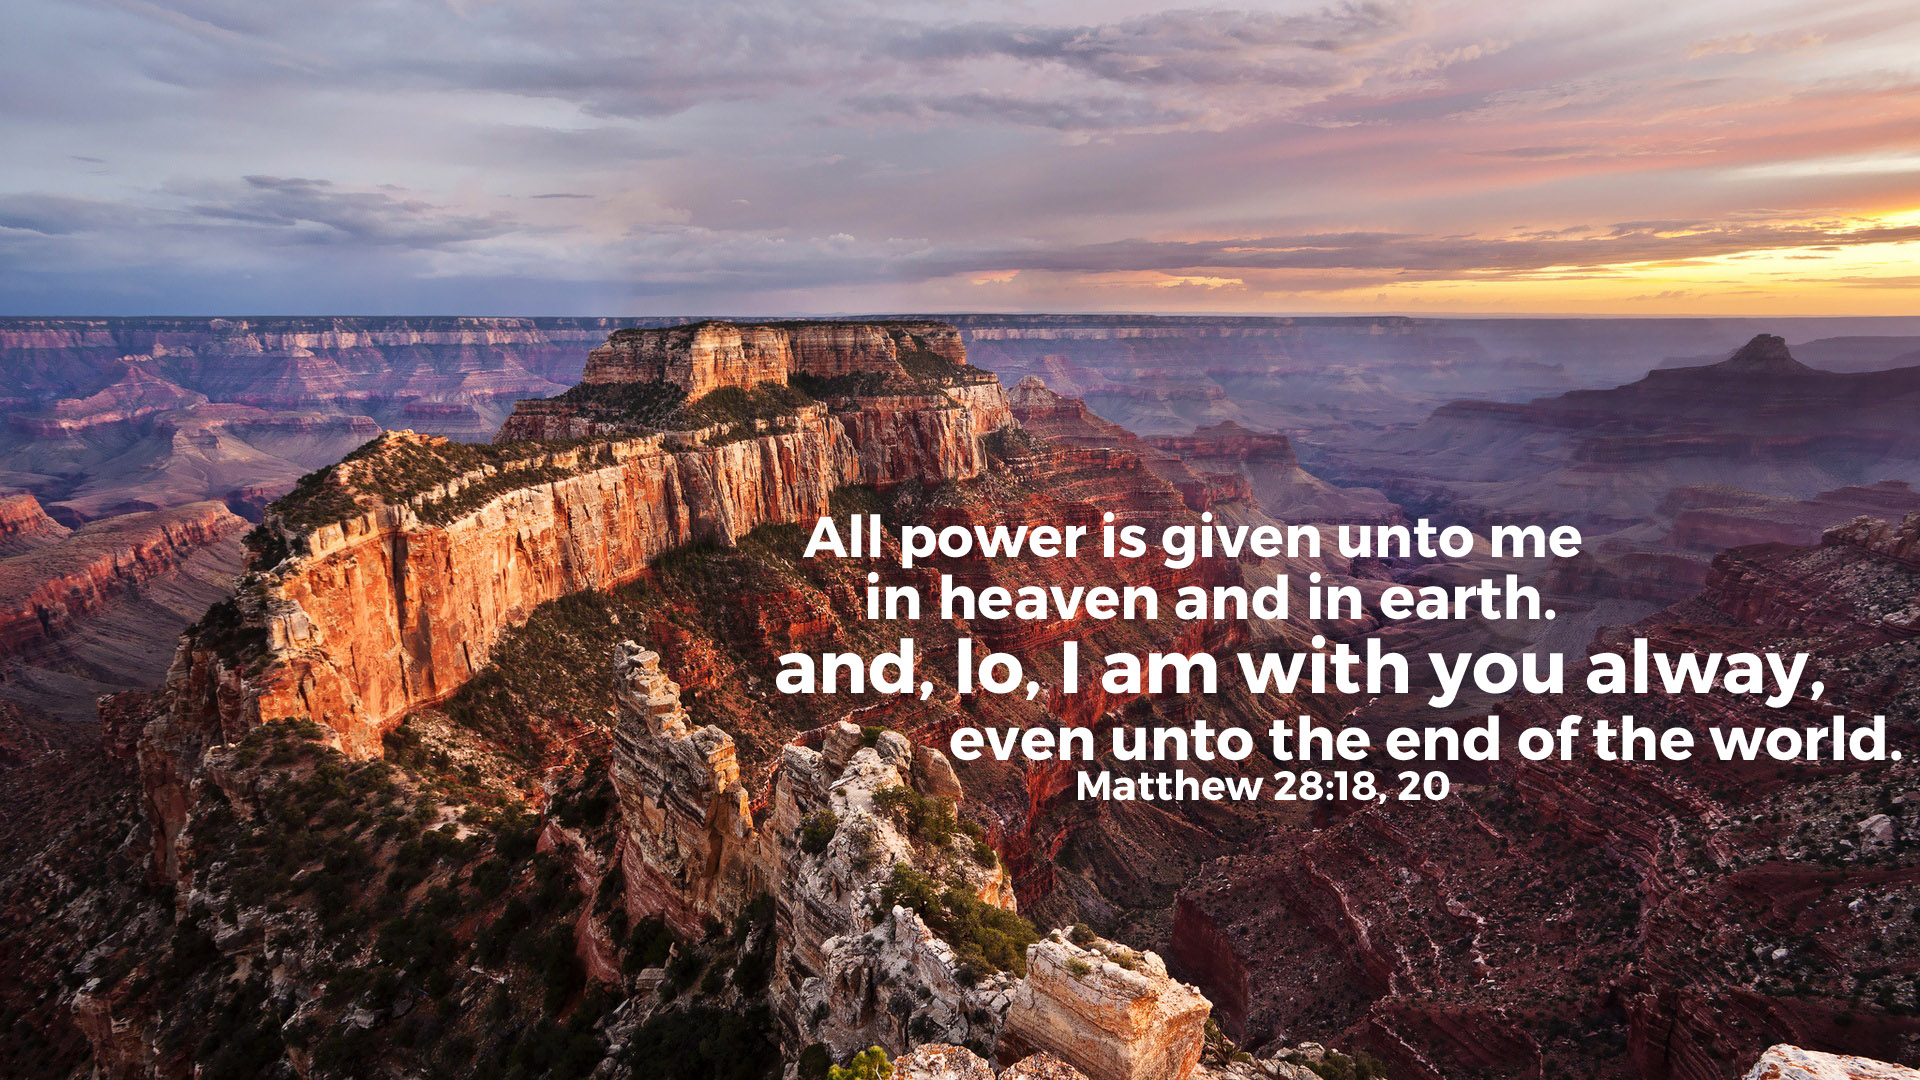 All power is given unto me
in heaven and in earth.
and, lo, I am with you alway,
even unto the end of the world.
Matthew 28:18, 20